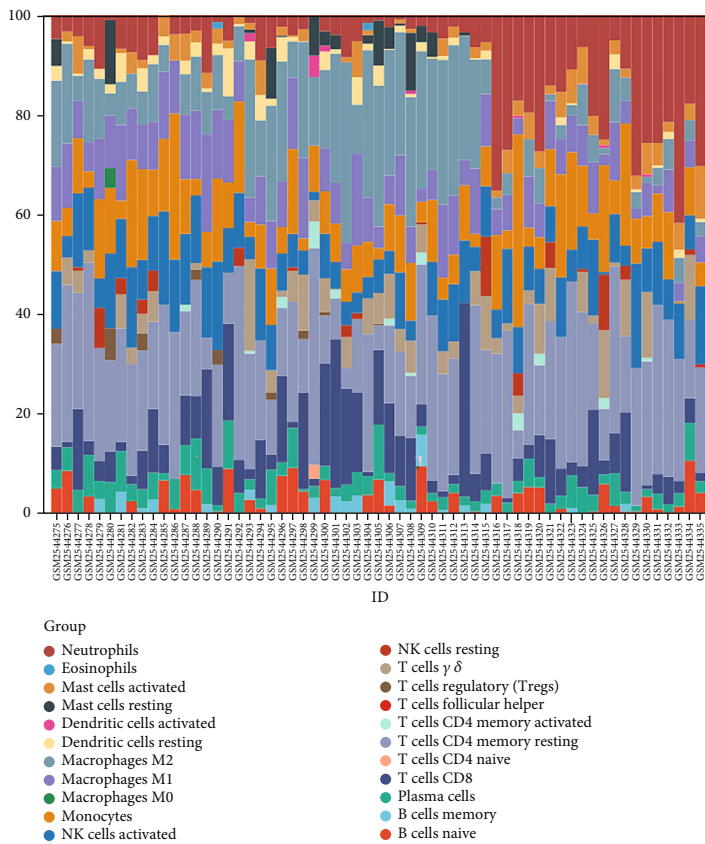 100
80
60
40
20
0
GSM2544275
GSM2544276
GSM2544277
GSM2544278
GSM2544279
GSM2544280
GSM2544281
GSM2544282
GSM2544283
GSM2544284
GSM2544285
GSM2544286
GSM2544287
GSM2544288
GSM2544289
GSM2544290
GSM2544291
GSM2544292
GSM2544293
GSM2544294
GSM2544295
GSM2544296
GSM2544297
GSM2544298
GSM2544299
GSM2544300
GSM2544301
GSM2544302
GSM2544303
GSM2544304
GSM2544305
GSM2544306
GSM2544307
GSM2544308
GSM2544309
GSM2544310
GSM2544311
GSM2544312
GSM2544313
GSM2544314
GSM2544315
GSM2544316
GSM2544317
GSM2544318
GSM2544319
GSM2544320
GSM2544321
GSM2544322
GSM2544323
GSM2544324
GSM2544325
GSM2544326
GSM2544327
GSM2544328
GSM2544329
GSM2544330
GSM2544331
GSM2544332
GSM2544333
GSM2544334
GSM2544335
ID
Group
Neutrophils
Eosinophils
Mast cells activated
Mast cells resting
Dendritic cells activated
Dendritic cells resting
Macrophages M2
Macrophages M1
Macrophages M0
Monocytes
NK cells activated
NK cells resting
T cells γ δ
T cells regulatory (Tregs)
T cells follicular helper
T cells CD4 memory activated
T cells CD4 memory resting
T cells CD4 naive
T cells CD8
Plasma cells
B cells memory
B cells naive